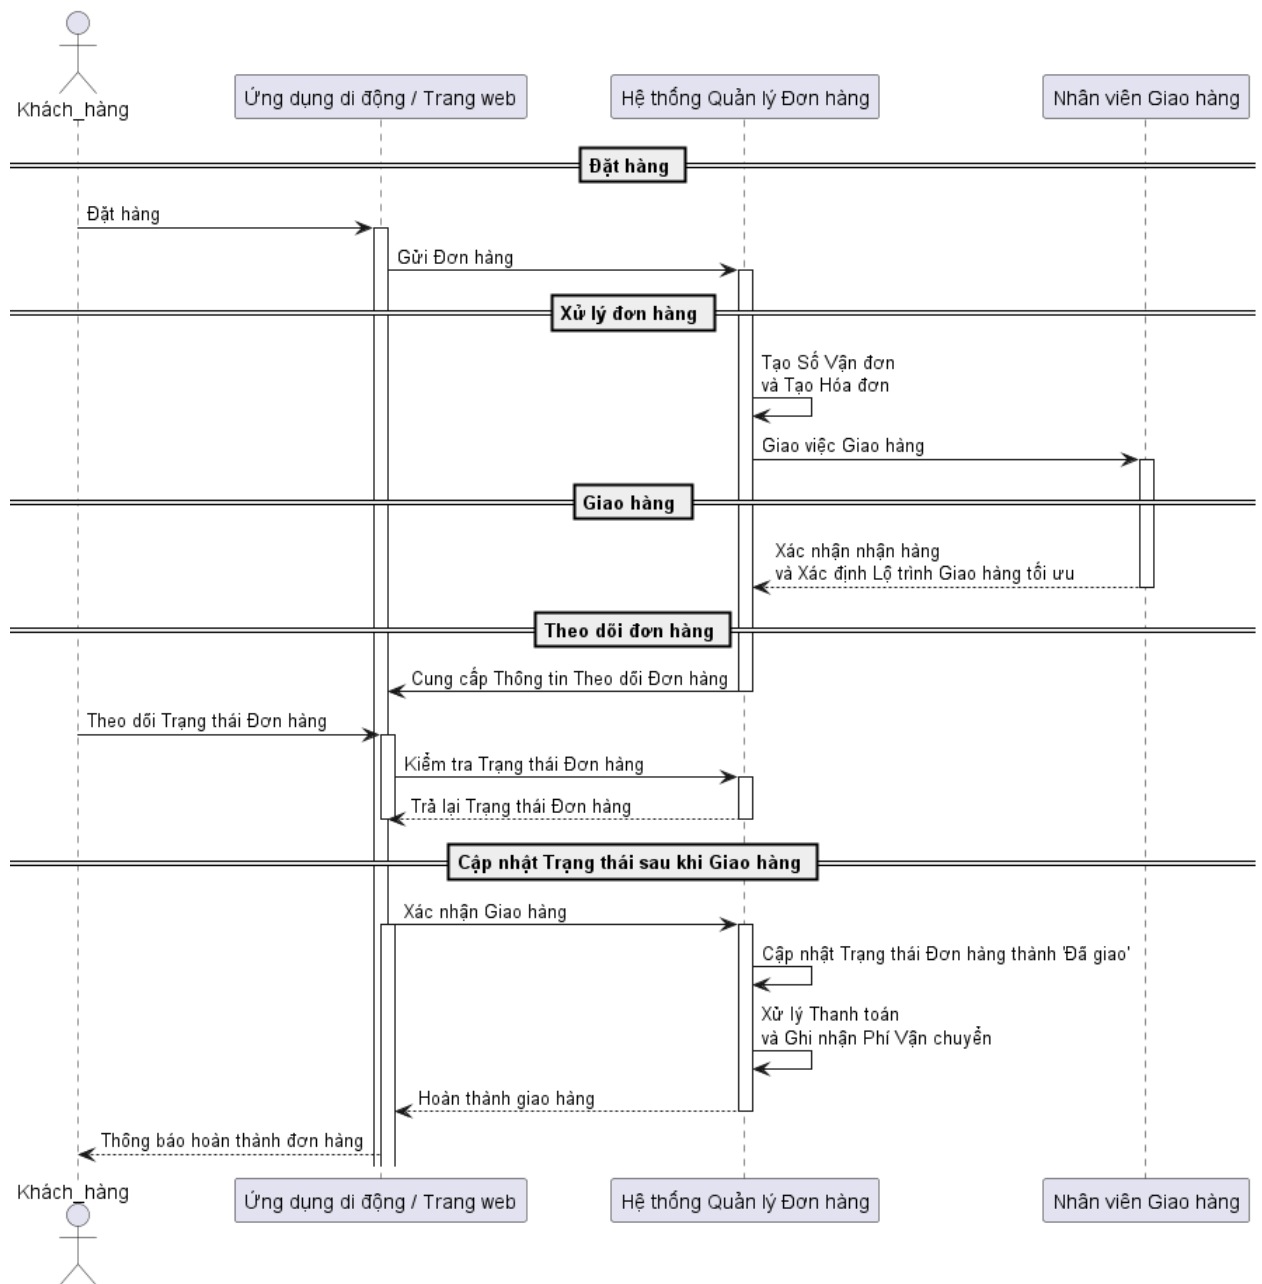 Khách_hàng
Ứng dụng di động / Trang web
Hệ thống Quản lý Đơn hàng
Nhân viên Giao hàng
Đặt hàng
Đặt hàng
Gửi Đơn hàng
Xử lý đơn hàng
Tạo Số Vận đơn
và Tạo Hóa đơn
Giao việc Giao hàng
Giao hàng
Xác nhận nhận hàng
và Xác định Lộ trình Giao hàng tối ưu
Theo dõi đơn hàng
Cung cấp Thông tin Theo dõi Đơn hàng
Theo dõi Trạng thái Đơn hàng
Kiểm tra Trạng thái Đơn hàng
Trả lại Trạng thái Đơn hàng
Cập nhật Trạng thái sau khi Giao hàng
Xác nhận Giao hàng
Cập nhật Trạng thái Đơn hàng thành 'Đã giao'
Xử lý Thanh toán
và Ghi nhận Phí Vận chuyển
Hoàn thành giao hàng
Thông báo hoàn thành đơn hàng
Khách_hàng
Ứng dụng di động / Trang web
Hệ thống Quản lý Đơn hàng
Nhân viên Giao hàng